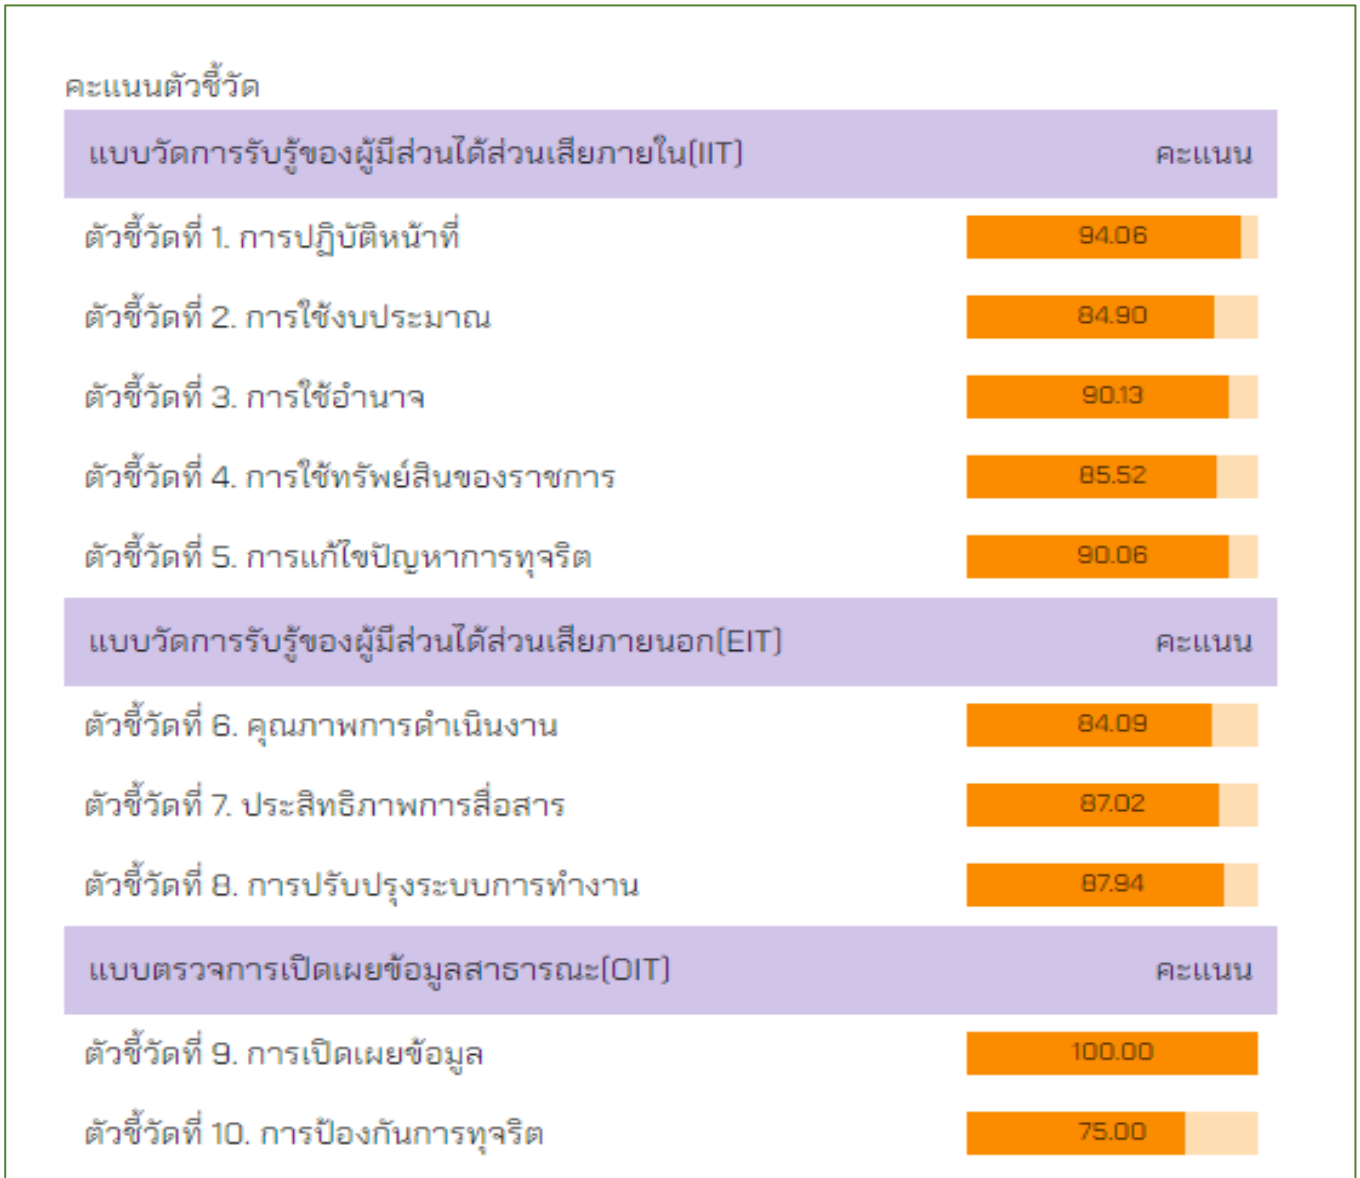 คะแนนตัวชี้วัด
แบบวัดการรับรู้ของผู้มีส่วนได้ส่วนเสียภายใน(IIT) คะแนน
ตัวชี้วัดที่ 1. การปฏิบัติหน้าที่ 94.06
ตัวชี้วัดที่ 2. การใช้งบประมาณ 84.90
ตัวชี้วัดที่ 3. การใช้อำนาจ 90.13
ตัวชี้วัดที่ 4. การใช้ทรัพย์สินของราชการ 85.52
ตัวชี้วัดที่ 5. การแก้ไขปัญหาการทุจริต 90.06
แบบวัดการรับรู้ของผู้มีส่วนได้ส่วนเสียภายนอก(EIT) คะแนน
ตัวชี้วัดที่ 6. คุณภาพการดำเนินงาน 84.09
ตัวชี้วัดที่ 7. ประสิทธิภาพการสื่อสาร 87.02
ตัวชี้วัดที่ 8. การปรับปรุงระบบการทำงาน 87.94
แบบตรวจการเปิดเผยข้อมูลสาธารณะ(OIT) คะแนน
ตัวชี้วัดที่ 9. การเปิดเผยข้อมูล 100.00
ตัวชี้วัดที่ 10. การป้องกันการทุจริต 75.00